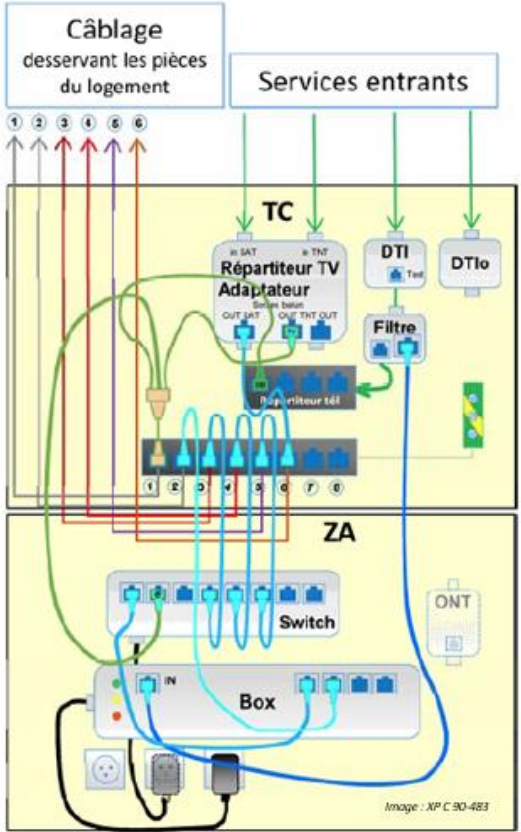 Câblage
desservant les pièces
du logement
Services entrants
1 2 3 4 5 6
TC
in SAT
in TNT
Répartiteur TV
Adaptateur
OUT SAT
OUT TNT OUT
DTI
Test
DTIo
Filtre
Répartiteur tél
1 2 3 4 5 6 7 8
ZA
Switch
ONT
IN
Box
Image : XP C 90-483